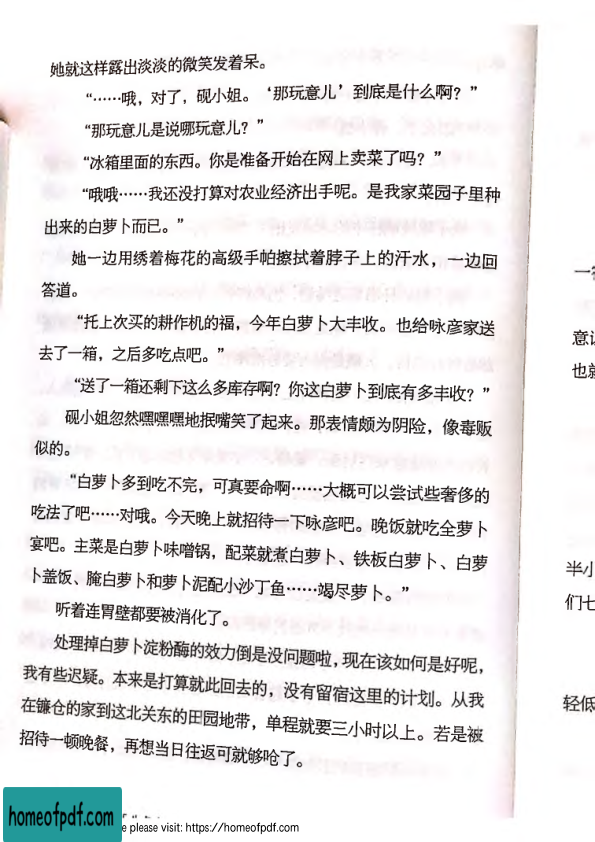 她就这样露出淡淡的微笑发着呆。
“……哦，对了，砚小姐。‘那玩意儿’到底是什么啊？”
“那玩意儿是说哪玩意儿？”
“冰箱里面的东西。你是准备开始在网上卖菜了吗？”
“哦哦……我还没打算对农业经济出手呢。是我家菜园子里种
出来的白萝卜而已。”
她一边用绣着梅花的高级手帕擦拭着脖子上的汗水，一边回
答道。
“托上次买的耕作机的福，今年白萝卜大丰收。也给咏彦家送
去了一箱，之后多吃点吧。”
“送了一箱还剩下这么多库存啊？你这白萝卜到底有多丰收？”
砚小姐忽然嘿嘿嘿地抿嘴笑了起来。那表情颇为阴险，像毒贩
似的。
“白萝卜多到吃不完，可真要命啊……大概可以尝试些奢侈的
吃法了吧……对哦。今天晚上就招待一下咏彦吧。晚饭就吃全萝卜
宴吧。主菜是白萝卜味噌锅，配菜就煮白萝卜、铁板白萝卜、白萝
卜盖饭、腌白萝卜和萝卜泥配小沙丁鱼……竭尽萝卜。”
听着连胃壁都要被消化了。
处理掉白萝卜淀粉酶的效力倒是没问题啦，现在该如何是好呢，
我有些迟疑。本来是打算就此回去的，没有留宿这里的计划。从我
在镰仓的家到这北关东的田园地带，单程就要三小时以上。若是被
招待一顿晚餐，再想当日往返可就够呛了。
一
意
也
半小
们七
轻低
homeofpdf.com
e please visit: https://homeofpdf.com